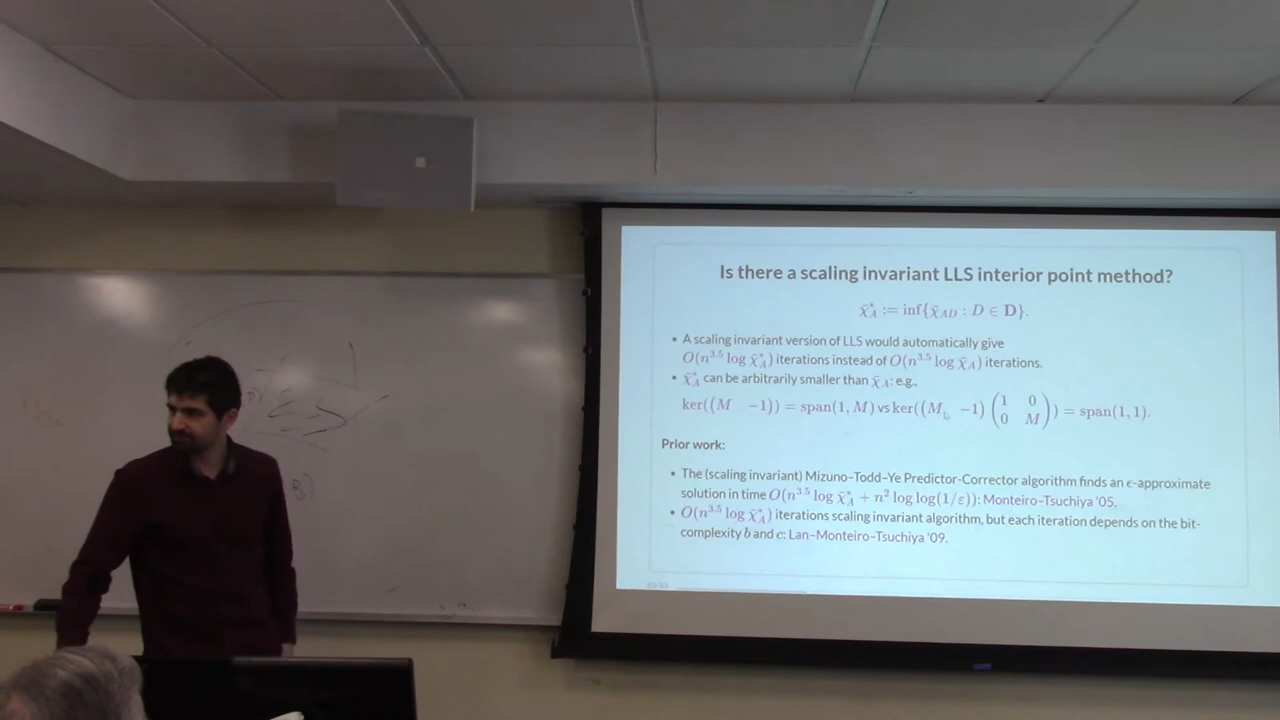 Is there a scaling invariant LLS interior point method?
χ̄*_A := inf{χ̄_{AD} : D ∈ **D**}.
• A scaling invariant version of LLS would automatically give
O(n^{3.5} log χ̄*_A) iterations instead of O(n^{3.5} log χ̄_A) iterations.
• χ̄*_A can be arbitrarily smaller than χ̄_A: e.g.,
ker((M −1)) = span(1, M) vs ker((M −1) (1 0 0 M)) = span(1, 1).
Prior work:
• The (scaling invariant) Mizuno–Todd–Ye Predictor-Corrector algorithm finds an ϵ-approximate
solution in time O(n^{3.5} log χ̄*_A + n² log log(1/ε)): Monteiro–Tsuchiya '05.
• O(n^{3.5} log χ̄*_A) iterations scaling invariant algorithm, but each iteration depends on the bit-
complexity b and c: Lan–Monteiro–Tsuchiya '09.